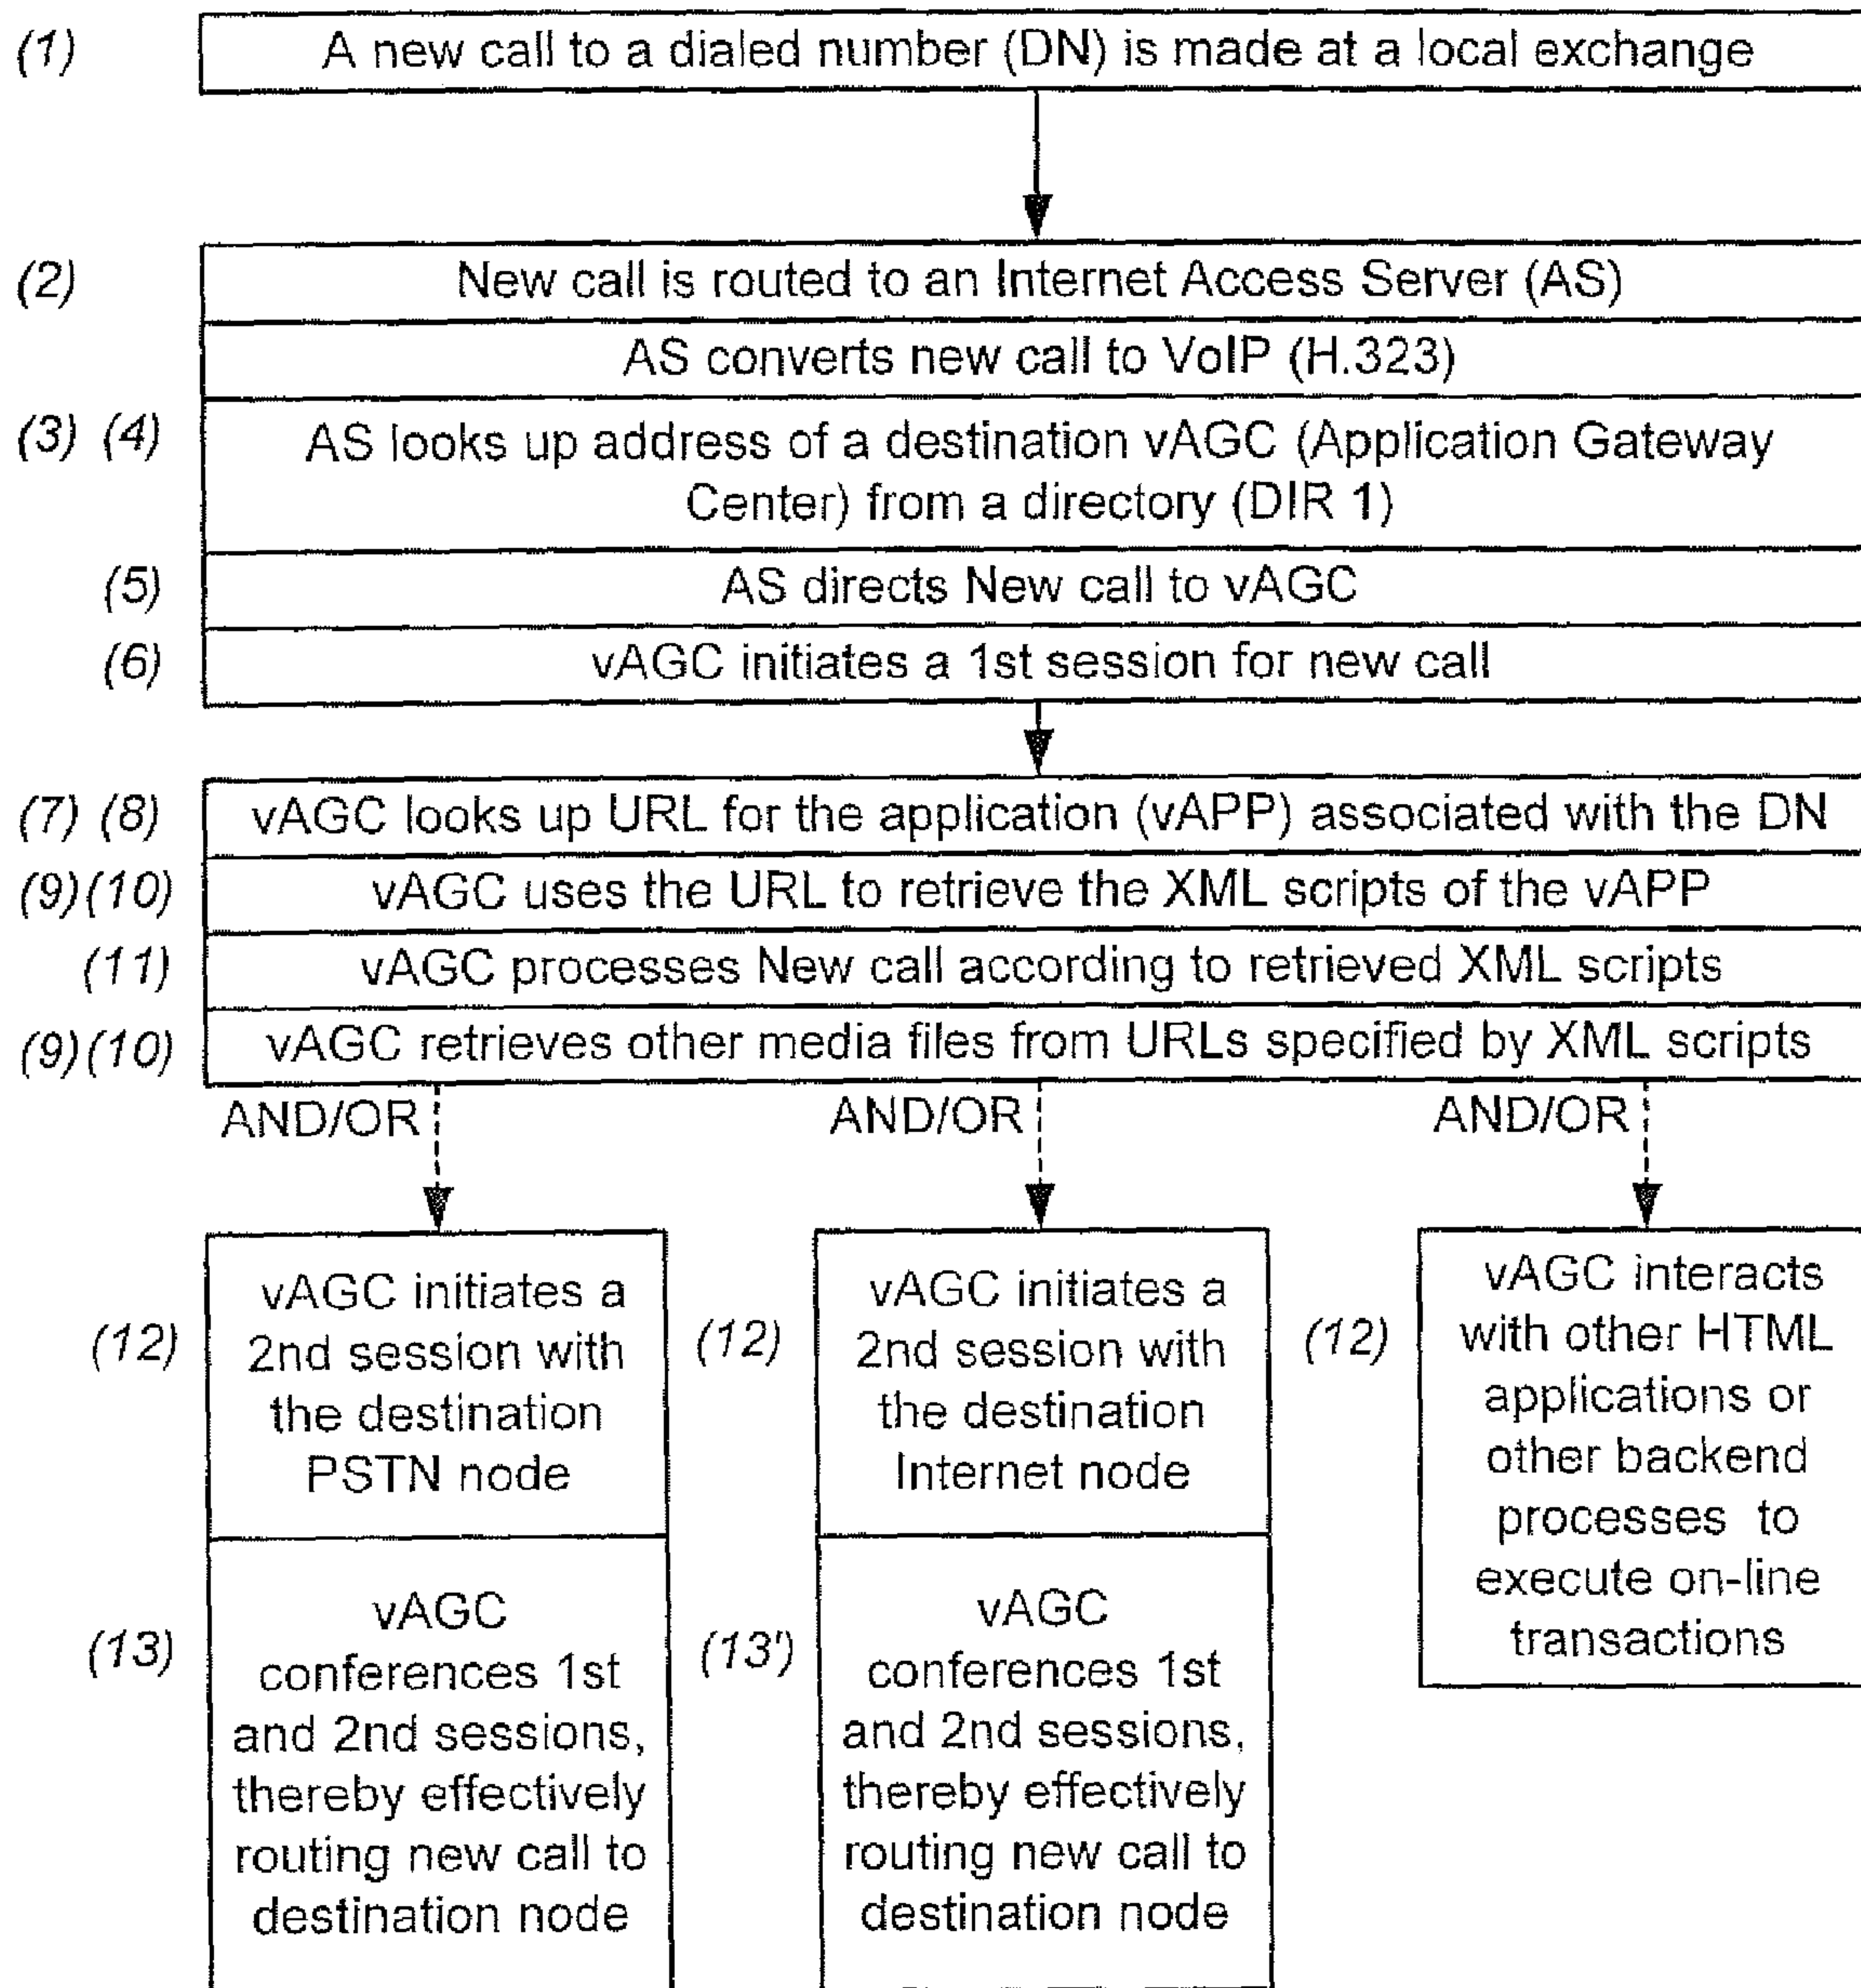 (1) A new call to a dialed number (DN) is made at a local exchange
(2) New call is routed to an Internet Access Server (AS)
AS converts new call to VoIP (H.323)
(3) (4) AS looks up address of a destination vAGC (Application Gateway
Center) from a directory (DIR 1)
(5) AS directs New call to vAGC
(6) vAGC initiates a 1st session for new call
(7) (8) vAGC looks up URL for the application (vAPP) associated with the DN
(9)(10) vAGC uses the URL to retrieve the XML scripts of the vAPP
(11) vAGC processes New call according to retrieved XML scripts
(9)(10) vAGC retrieves other media files from URLs specified by XML scripts
AND/OR
AND/OR
AND/OR
(12)
vAGC initiates a
2nd session with
the destination
PSTN node
(13)
vAGC
conferences 1st
and 2nd sessions,
thereby effectively
routing new call to
destination node
(12)
vAGC initiates a
2nd session with
the destination
Internet node
(13')
vAGC
conferences 1st
and 2nd sessions,
thereby effectively
routing new call to
destination node
(12)
vAGC interacts
with other HTML
applications or
other backend
processes to
execute on-line
transactions